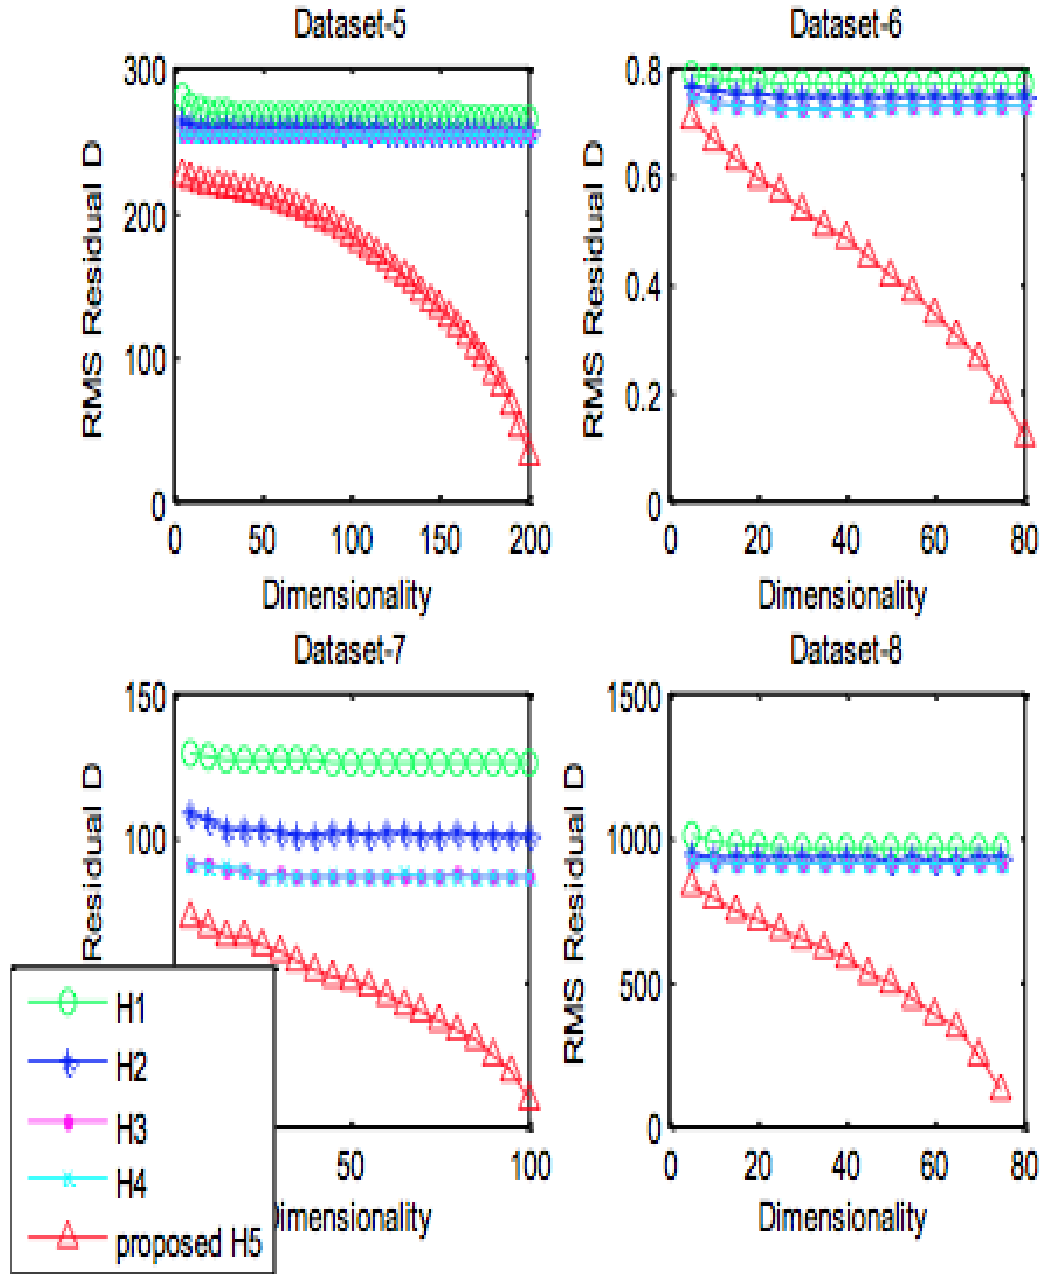 Dataset-5
RMS Residual D
300
200
100
0
0 50 100 150 200
Dimensionality
Dataset-6
RMS Residual D
0.8
0.6
0.4
0.2
0
0 20 40 60 80
Dimensionality
Dataset-7
Residual D
150
100
50 100
Dimensionality
Dataset-8
RMS Residual D
1500
1000
500
0
0 20 40 60 80
Dimensionality
H1
H2
H3
H4
proposed H5